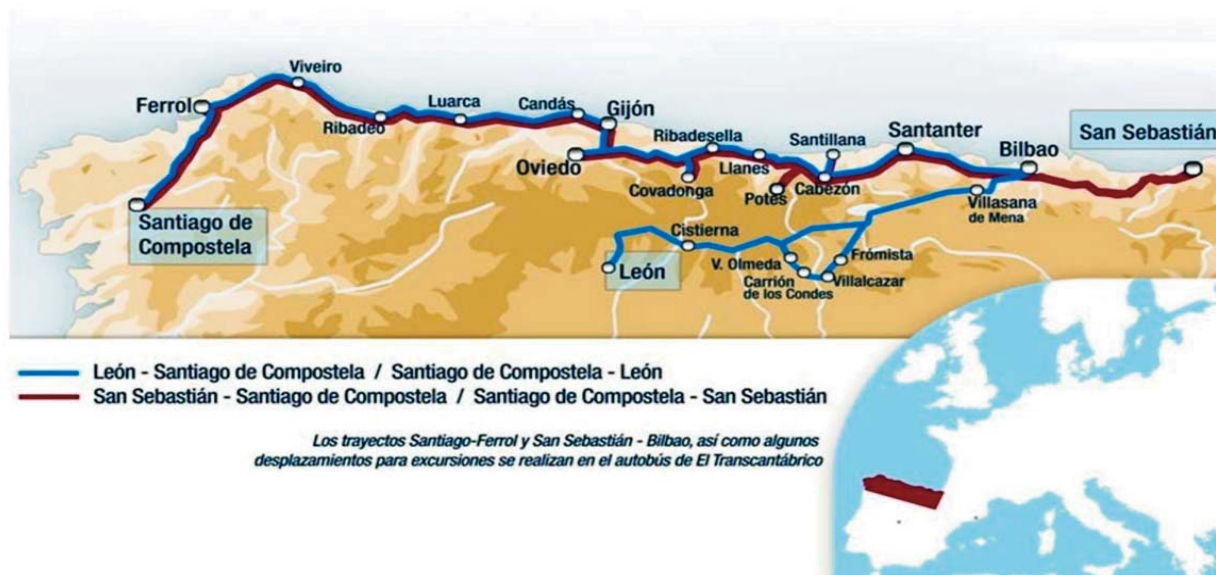 Viveiro
Ferrol
Ribadeo
Luarca
Candás
Gijón
Oviedo
Ribadesella
Covadonga
Llanes
Potes
Santillana
Cabezón
Santanter
Bilbao
San Sebastián
Villasana
de Mena
Santiago de
Compostela
León
Cistierna
V. Olmeda
Carrión
de los Condes
Villalcazar
Frómista
León - Santiago de Compostela / Santiago de Compostela - León
San Sebastián - Santiago de Compostela / Santiago de Compostela - San Sebastián
Los trayectos Santiago-Ferrol y San Sebastián - Bilbao, así como algunos
desplazamientos para excursiones se realizan en el autobús de El Transcantábrico